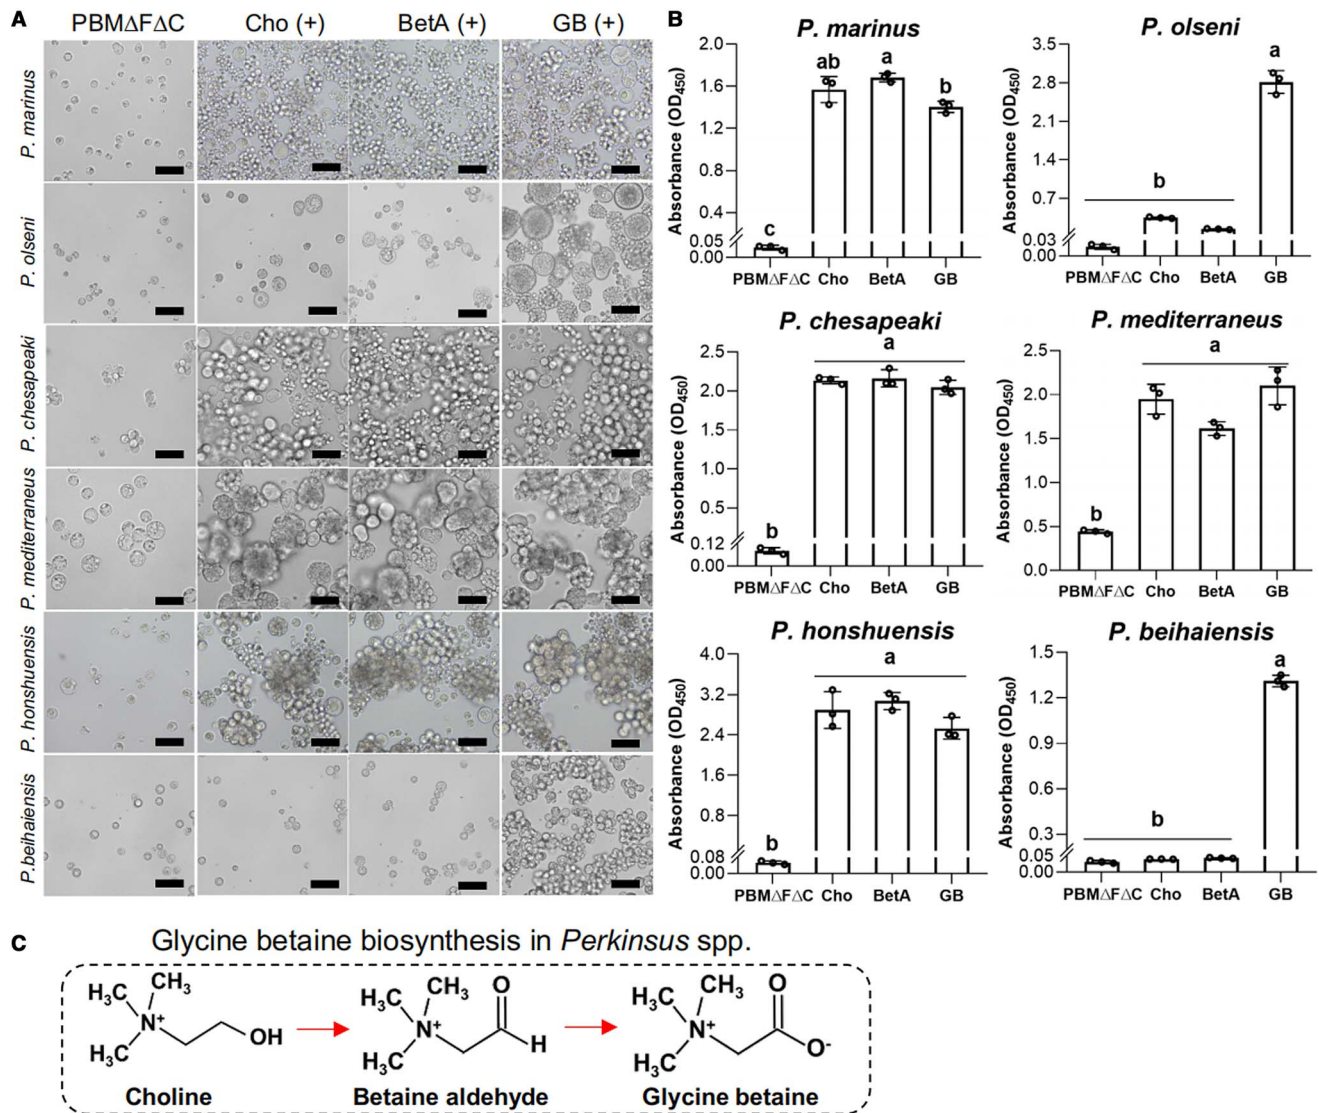 A
PBMΔFΔC
Cho (+)
BetA (+)
GB (+)
P. marinus
P. olseni
P. chesapeaki
P. mediterraneus
P. honshuensis
P.beihaiensis
B
P. marinus
Absorbance (OD450)
2.0
1.6
1.2
0.8
0.4
0.05
0.00
c
ab
a
b
PBMΔFΔC Cho BetA GB
P. olseni
Absorbance (OD450)
3.5
2.8
2.1
1.4
0.7
0.03
0.00
b
a
PBMΔFΔC Cho BetA GB
P. chesapeaki
Absorbance (OD450)
2.5
2.0
1.5
1.0
0.5
0.12
0.00
b
a
PBMΔFΔC Cho BetA GB
P. mediterraneus
Absorbance (OD450)
2.5
2.0
1.5
1.0
0.5
0.0
b
a
PBMΔFΔC Cho BetA GB
P. honshuensis
Absorbance (OD450)
4.0
3.2
2.4
1.6
0.8
0.08
0.00
b
a
PBMΔFΔC Cho BetA GB
P. beihaiensis
Absorbance (OD450)
1.5
1.2
0.9
0.6
0.3
0.05
0.00
b
a
PBMΔFΔC Cho BetA GB
C
Glycine betaine biosynthesis in Perkinsus spp.
H3C
CH3
N+
H3C
OH
Choline
H3C
CH3
O
N+
H3C
H
Betaine aldehyde
H3C
CH3
O
N+
H3C
O-
Glycine betaine